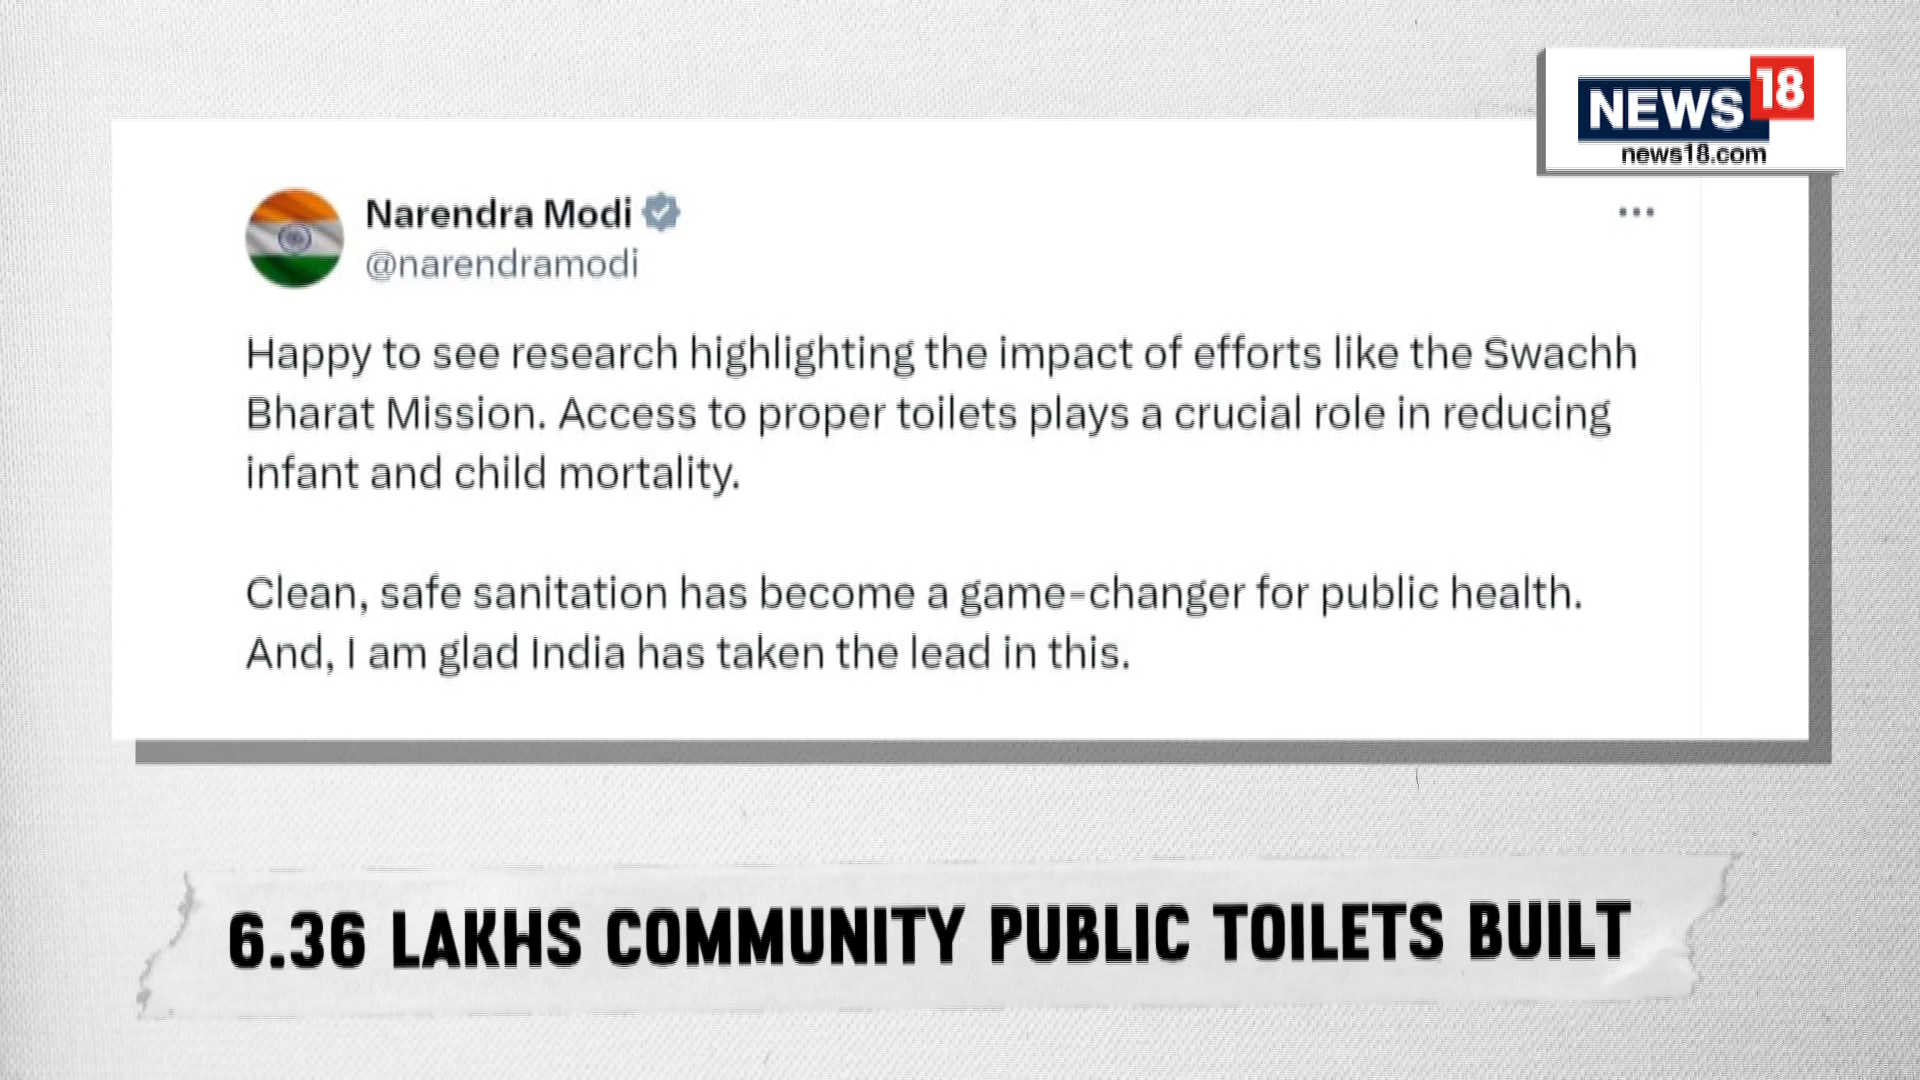 NEWS 18
news18.com
Narendra Modi
@narendramodi
Happy to see research highlighting the impact of efforts like the Swachh
Bharat Mission. Access to proper toilets plays a crucial role in reducing
infant and child mortality.
Clean, safe sanitation has become a game-changer for public health.
And, I am glad India has taken the lead in this.
6.36 LAKHS COMMUNITY PUBLIC TOILETS BUILT